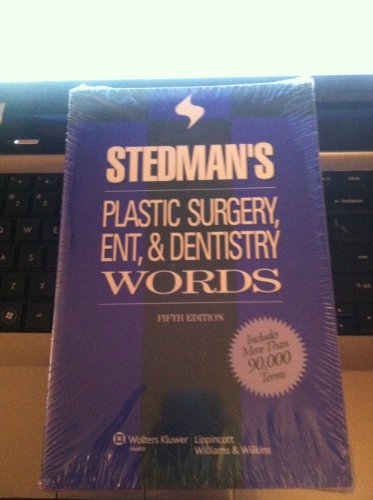 STEDMAN'S
PLASTIC SURGERY,
ENT, & DENTISTRY
WORDS
FIFTH EDITION
Includes
More Than
90,000
Terms
Wolters Kluwer
Health
Lippincott
Williams & Wilkins